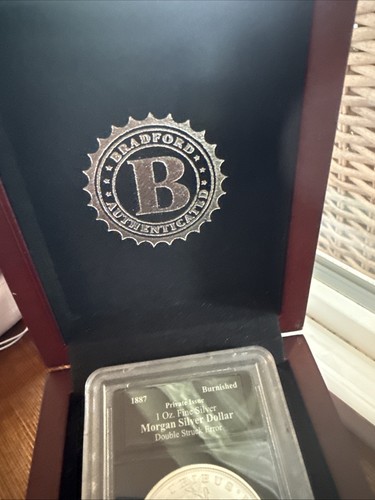 BRADFORD
B
AUTHENTICATED
1887 Burnished
Private Issue
1 Oz. Fine Silver
Morgan Silver Dollar
Double Struck Error